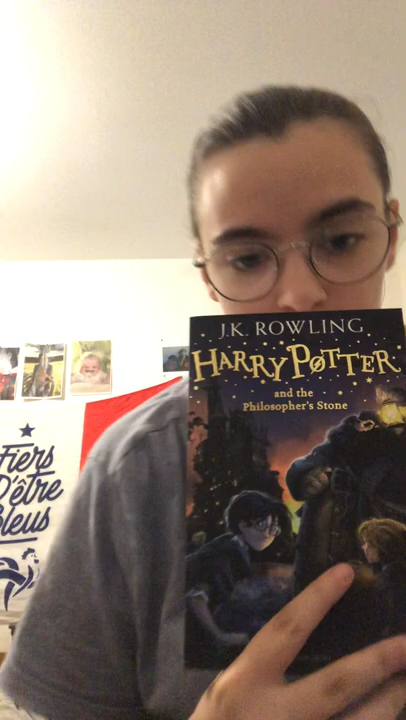 J.K. ROWLING
HARRY POTTER
and the
Philosopher's Stone
Fiers
D'être
bleus